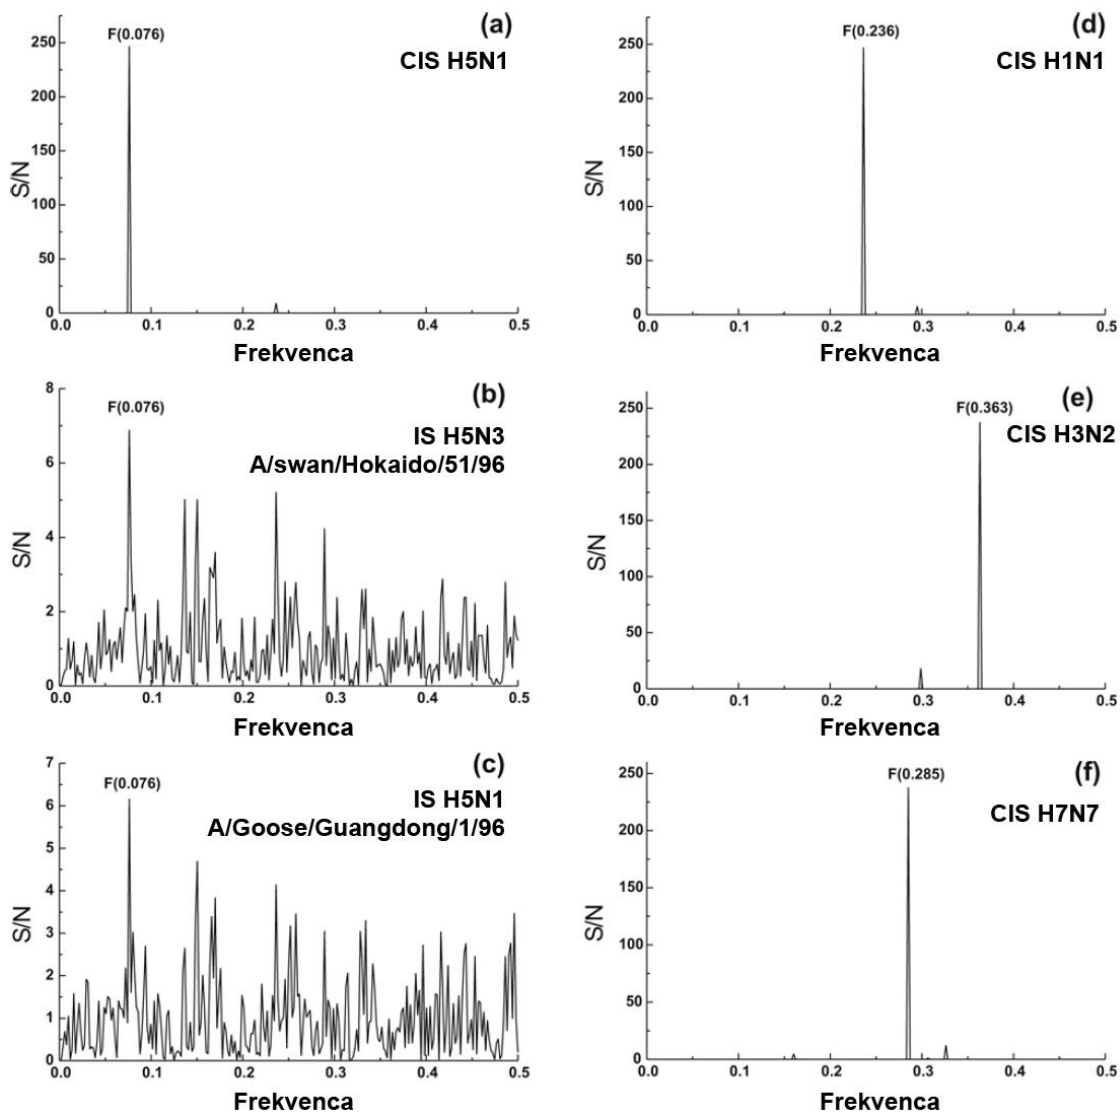 (a)
F(0.076)
CIS H5N1
250
200
150
100
50
0
S/N
0.0 0.1 0.2 0.3 0.4 0.5
Frekvenca
(b)
F(0.076)
IS H5N3
A/swan/Hokaido/51/96
8
6
4
2
0
S/N
0.0 0.1 0.2 0.3 0.4 0.5
Frekvenca
(c)
F(0.076)
IS H5N1
A/Goose/Guangdong/1/96
7
6
5
4
3
2
1
0
S/N
0.0 0.1 0.2 0.3 0.4 0.5
Frekvenca
(d)
F(0.236)
CIS H1N1
250
200
150
100
50
0
S/N
0.0 0.1 0.2 0.3 0.4 0.5
Frekvenca
(e)
F(0.363)
CIS H3N2
250
200
150
100
50
0
S/N
0.0 0.1 0.2 0.3 0.4 0.5
Frekvenca
(f)
F(0.285)
CIS H7N7
250
200
150
100
50
0
S/N
0.0 0.1 0.2 0.3 0.4 0.5
Frekvenca